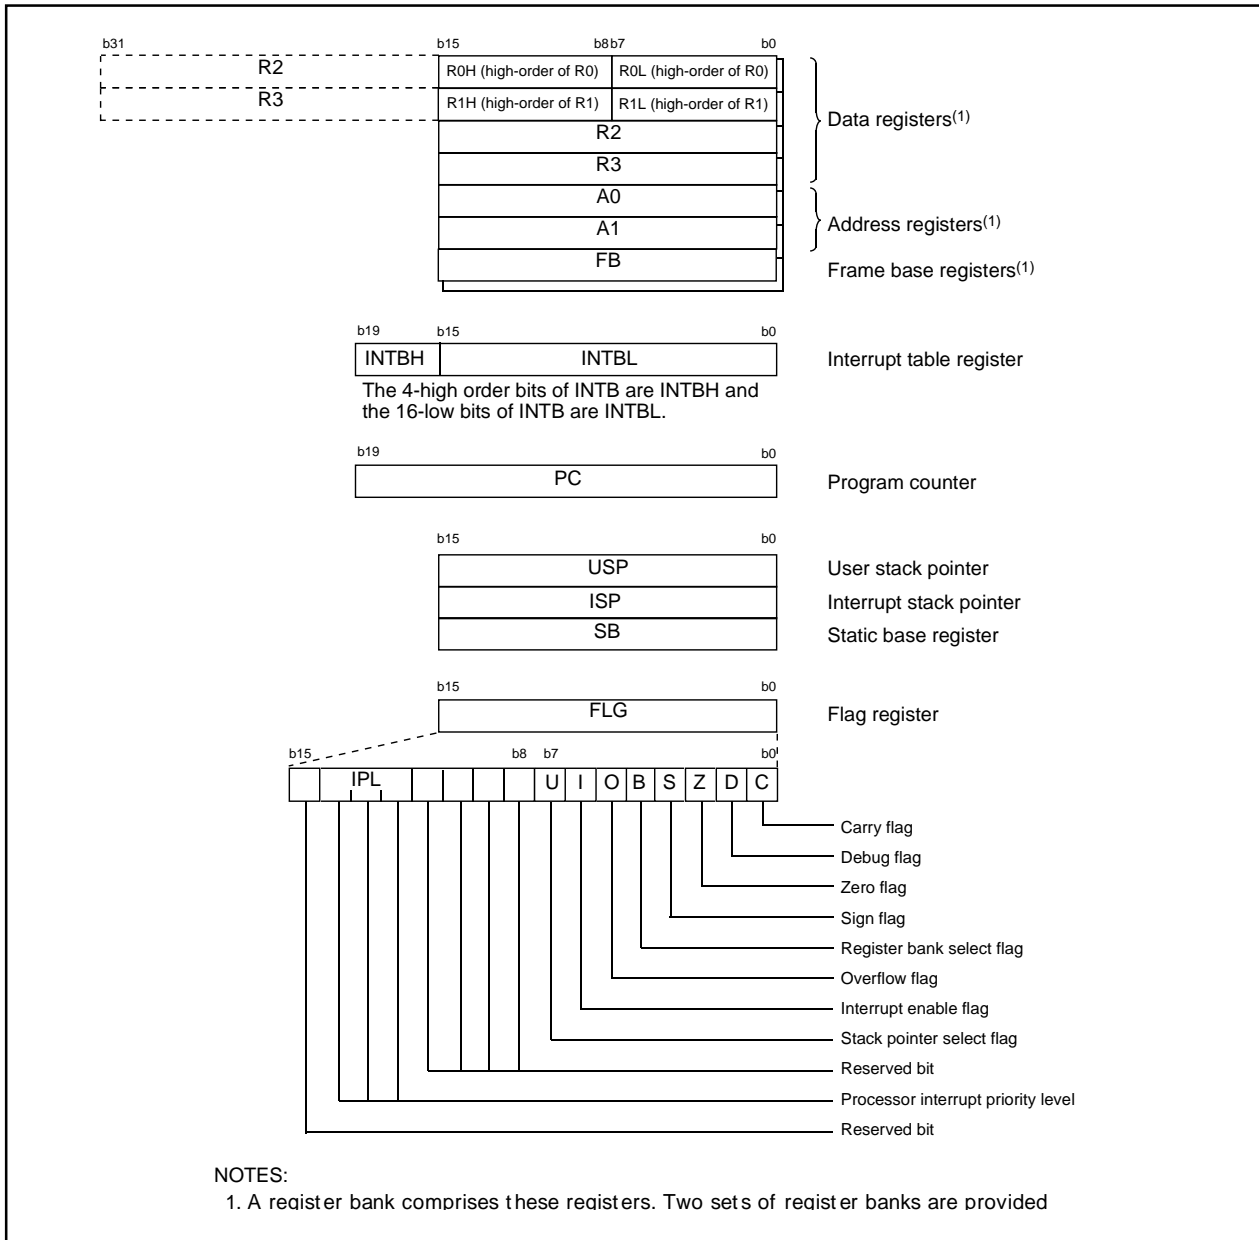 b31 b15 b8b7 b0
R2 R0H (high-order of R0) R0L (high-order of R0)
R3 R1H (high-order of R1) R1L (high-order of R1)
Data registers(1)
R2
R3
A0
A1
Address registers(1)
FB
Frame base registers(1)
b19 b15 b0
INTBH INTBL Interrupt table register
The 4-high order bits of INTB are INTBH and
the 16-low bits of INTB are INTBL.
b19 b0
PC Program counter
b15 b0
USP User stack pointer
ISP Interrupt stack pointer
SB Static base register
b15 b0
FLG Flag register
b15 b8 b7 b0
IPL U I O B S Z D C
Carry flag
Debug flag
Zero flag
Sign flag
Register bank select flag
Overflow flag
Interrupt enable flag
Stack pointer select flag
Reserved bit
Processor interrupt priority level
Reserved bit
NOTES:
1. A register bank comprises these registers. Two sets of register banks are provided